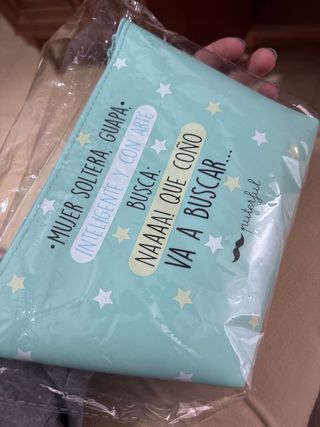 •MUJER SOLTERA, GUAPA,•
INTELIGENTE Y CON ARTE
BUSCA:
NAAAA! QUE COÑO
VA A BUSCAR...
puterful